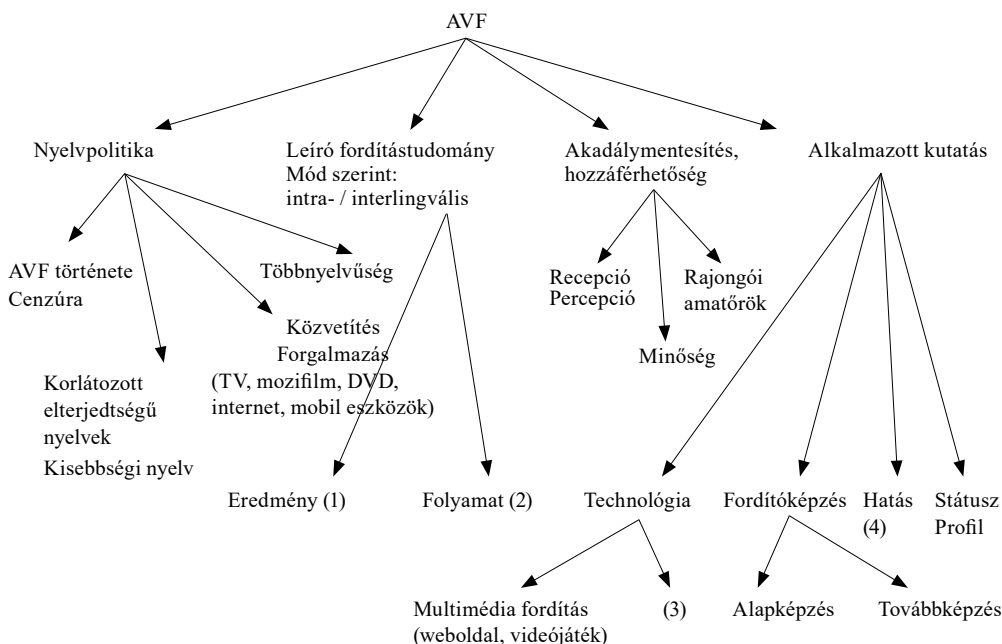 AVF
Nyelvpolitika
Leíró fordítástudomány
Mód szerint:
intra- / interlingvális
Akadálymentesítés,
hozzáférhetőség
Alkalmazott kutatás
AVF története
Cenzúra
Többnyelvűség
Recepció
Percepció
Rajongói
amatőrök
Közvetítés
Forgalmazás
(TV, mozifilm, DVD,
internet, mobil eszközök)
Minőség
Korlátozott
elterjedtségű
nyelvek
Kisebbségi nyelv
Eredmény (1)
Folyamat (2)
Technológia
Fordítóképzés
Hatás
(4)
Státusz
Profil
Multimédia fordítás
(weboldal, videójáték)
(3)
Alapképzés
Továbbképzés